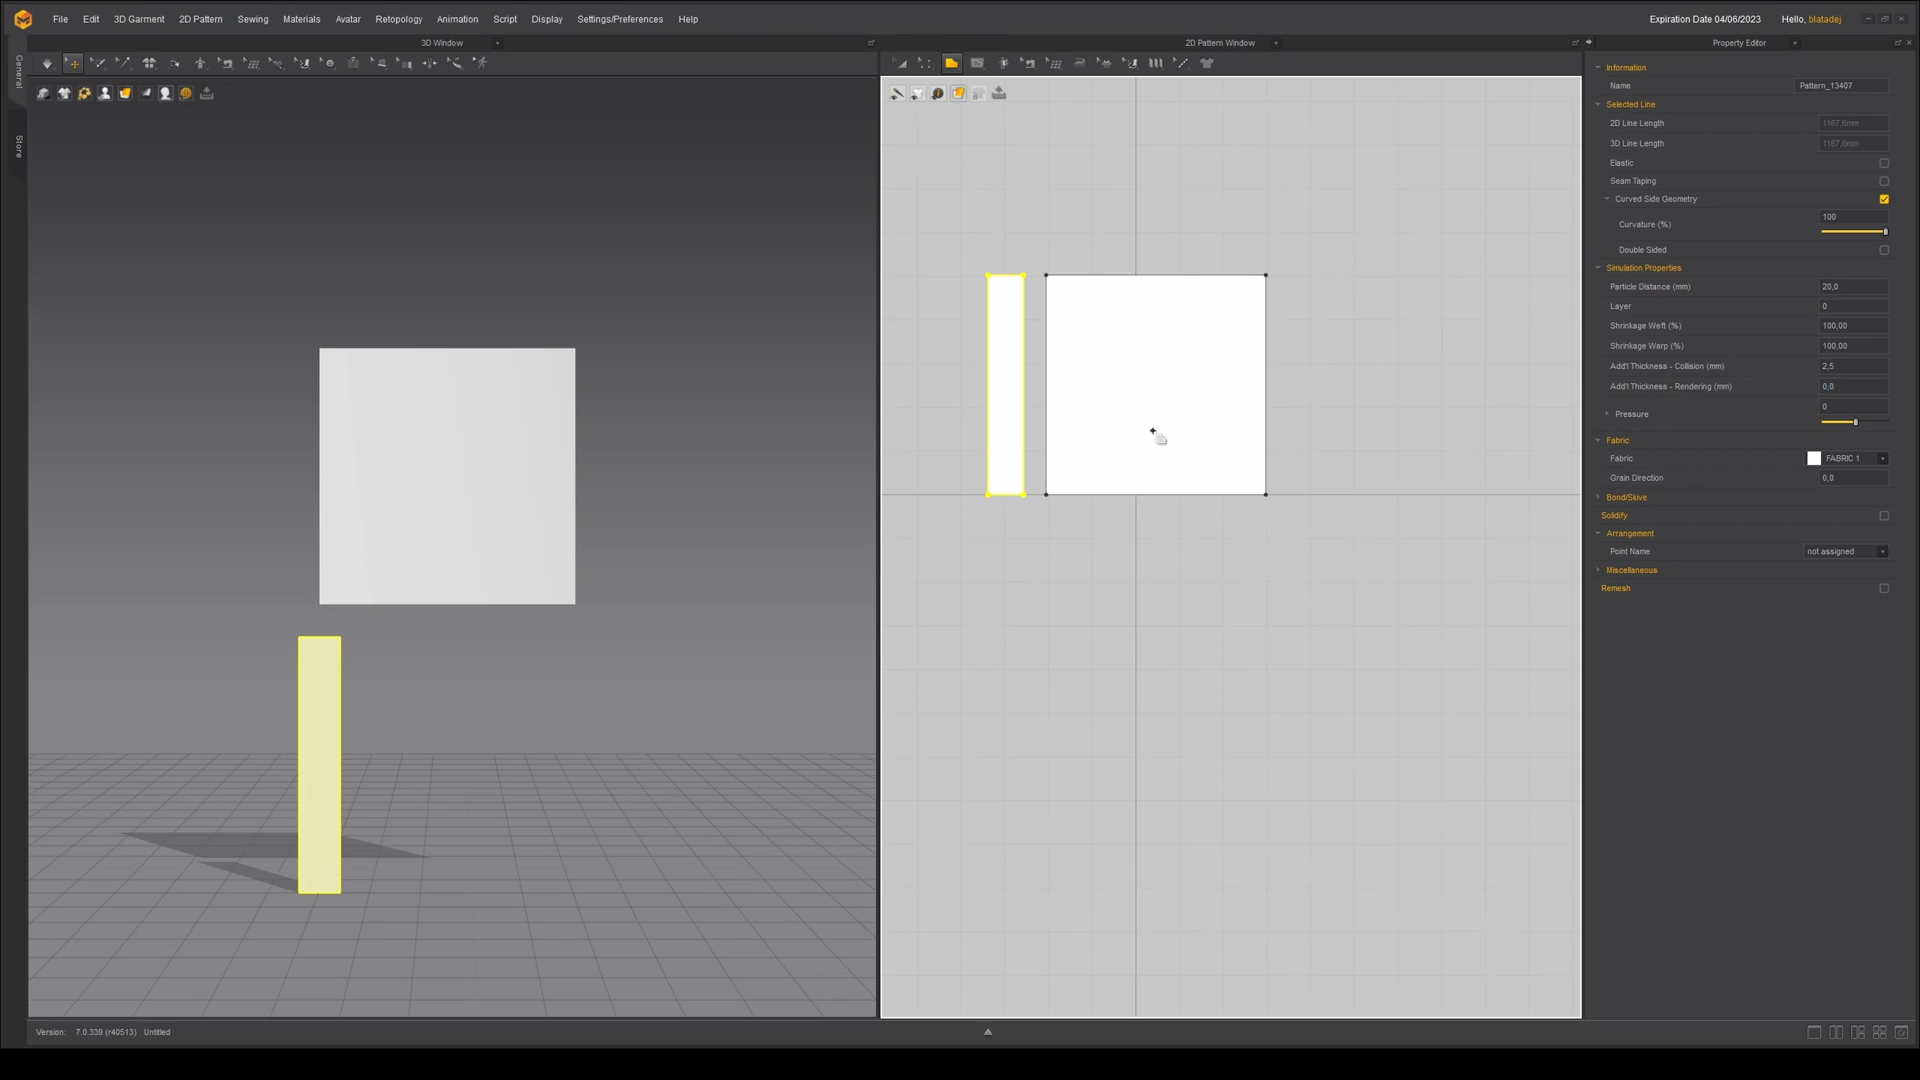 File Edit 3D Garment 2D Pattern Sewing Materials Avatar Retopology Animation Script Display Settings/Preferences Help Expiration Date 04/06/2023 Hello, blatadej
3D Window 2D Pattern Window Property Editor
General
Store
Information
Name Pattern_13407
Selected Line
2D Line Length 1167,6mm
3D Line Length 1167,6mm
Elastic
Seam Taping
Curved Side Geometry
Curvature (%) 100
Double Sided
Simulation Properties
Particle Distance (mm) 20,0
Layer 0
Shrinkage Weft (%) 100,00
Shrinkage Warp (%) 100,00
Add'l Thickness - Collision (mm) 2,5
Add'l Thickness - Rendering (mm) 0,0
Pressure 0
Fabric
Fabric FABRIC 1
Grain Direction 0,0
Bond/Skive
Solidify
Arrangement
Point Name not assigned
Miscellaneous
Remesh
Version: 7.0.339 (r40513) Untitled